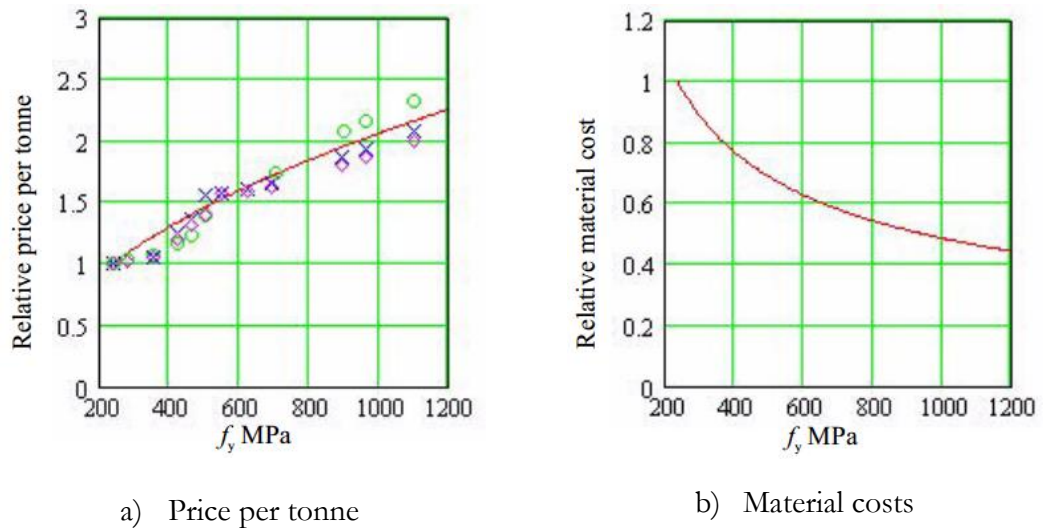 Relative price per tonne
3
2.5
2
1.5
1
0.5
0
200 400 600 800 1000 1200
f_y MPa
a) Price per tonne
Relative material cost
1.2
1
0.8
0.6
0.4
0.2
0
200 400 600 800 1000 1200
f_y MPa
b) Material costs